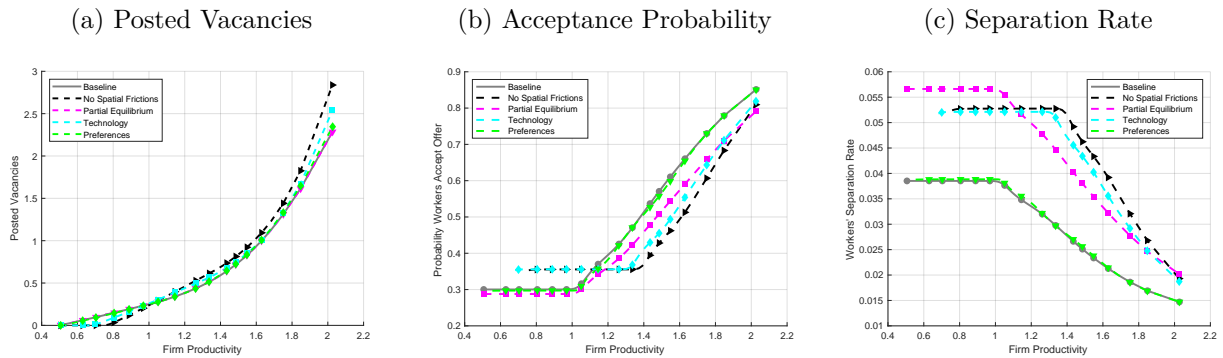 (a) Posted Vacancies
3
2.5
2
1.5
1
0.5
0
0.4 0.6 0.8 1 1.2 1.4 1.6 1.8 2 2.2
Posted Vacancies
Firm Productivity
Baseline
No Spatial Frictions
Partial Equilibrium
Technology
Preferences
(b) Acceptance Probability
0.9
0.8
0.7
0.6
0.5
0.4
0.3
0.2
0.4 0.6 0.8 1 1.2 1.4 1.6 1.8 2 2.2
Probability Workers Accept Offer
Firm Productivity
Baseline
No Spatial Frictions
Partial Equilibrium
Technology
Preferences
(c) Separation Rate
0.06
0.055
0.05
0.045
0.04
0.035
0.03
0.025
0.02
0.015
0.01
0.4 0.6 0.8 1 1.2 1.4 1.6 1.8 2 2.2
Workers' Separation Rate
Firm Productivity
Baseline
No Spatial Frictions
Partial Equilibrium
Technology
Preferences